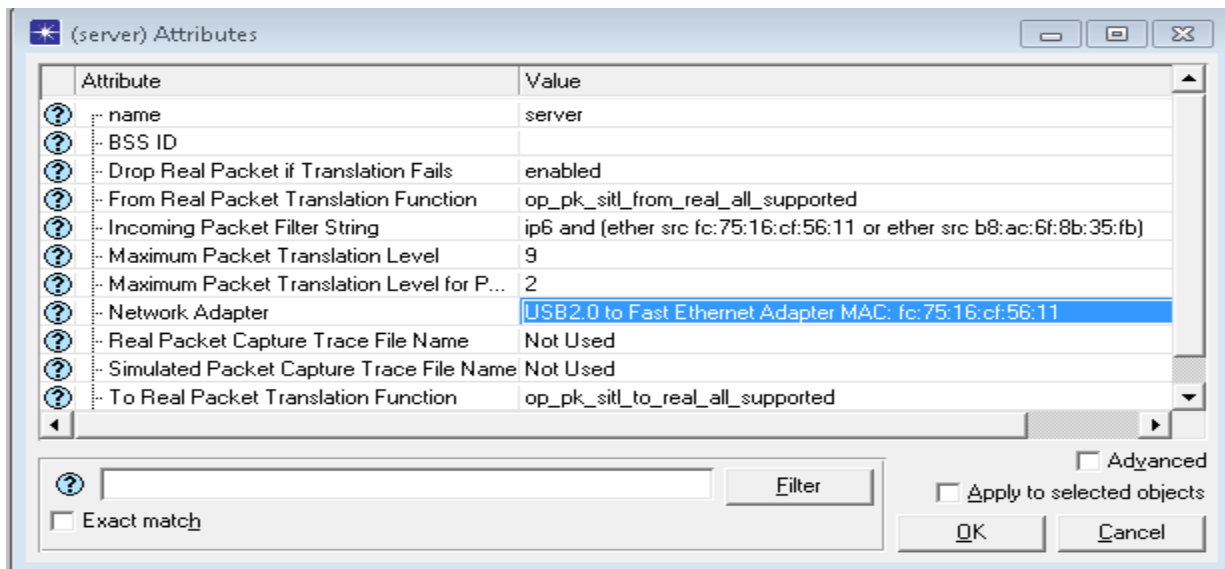 (server) Attributes
Attribute Value
name server
BSS ID
Drop Real Packet if Translation Fails enabled
From Real Packet Translation Function op_pk_sitl_from_real_all_supported
Incoming Packet Filter String ip6 and (ether src fc:75:16:cf:56:11 or ether src b8:ac:6f:8b:35:fb)
Maximum Packet Translation Level 9
Maximum Packet Translation Level for P... 2
Network Adapter USB2.0 to Fast Ethernet Adapter MAC: fc:75:16:cf:56:11
Real Packet Capture Trace File Name Not Used
Simulated Packet Capture Trace File Name Not Used
To Real Packet Translation Function op_pk_sitl_to_real_all_supported
Advanced
Filter
Apply to selected objects
Exact match
OK Cancel